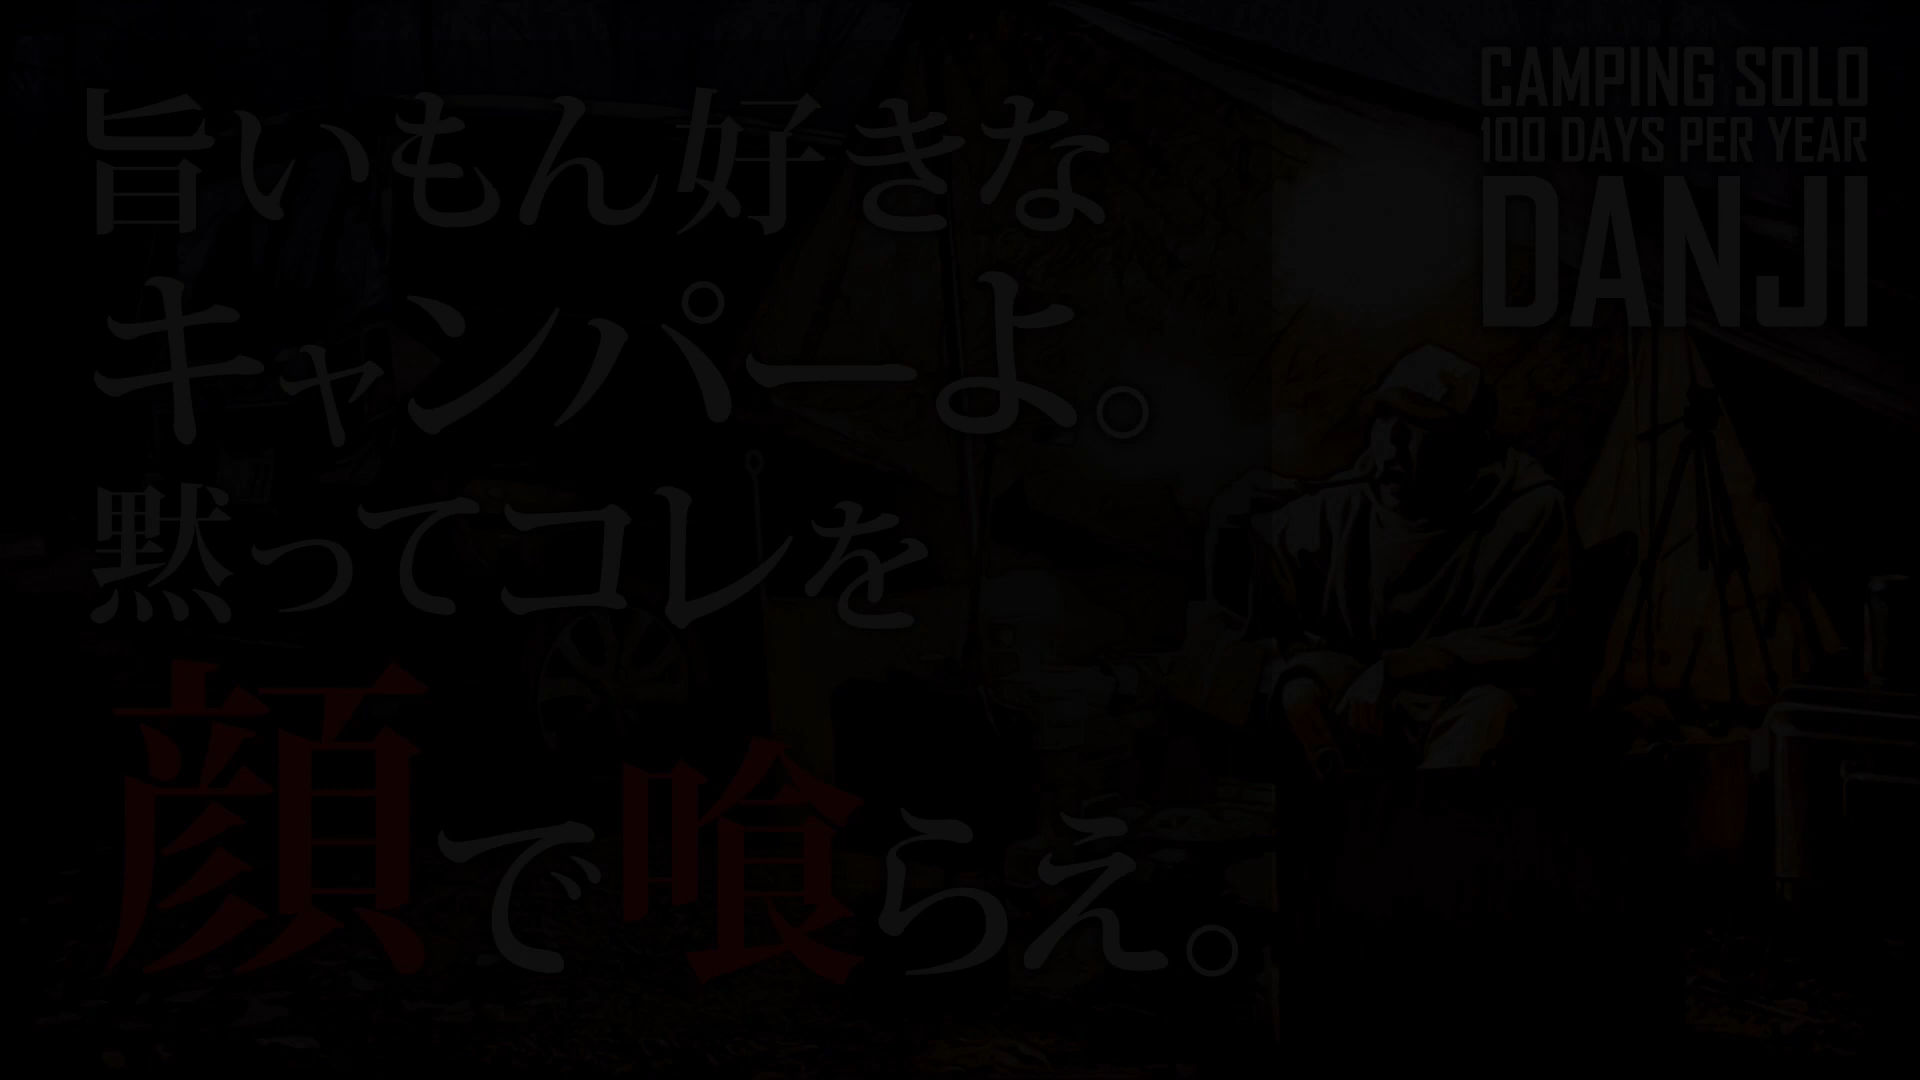 旨いもん好きな
キャンパーよ。
黙ってコレを
顔で喰らえ。
CAMPING SOLO
100 DAYS PER YEAR
DANJI